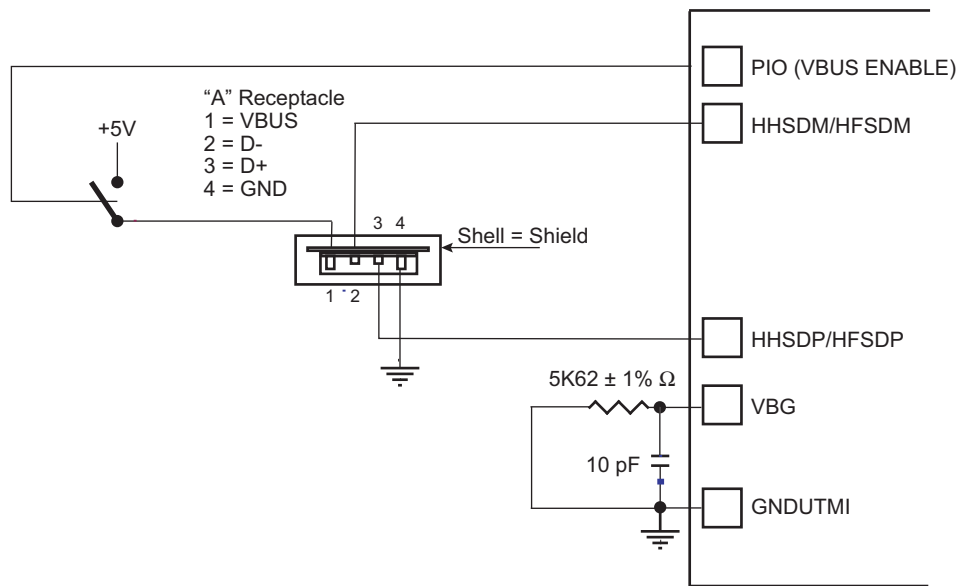 PIO (VBUS ENABLE)
"A" Receptacle
1 = VBUS
2 = D-
3 = D+
4 = GND
+5V
HHSDM/HFSDM
3 4
Shell = Shield
1 2
HHSDP/HFSDP
5K62 ± 1% Ω
VBG
10 pF
GNDUTMI